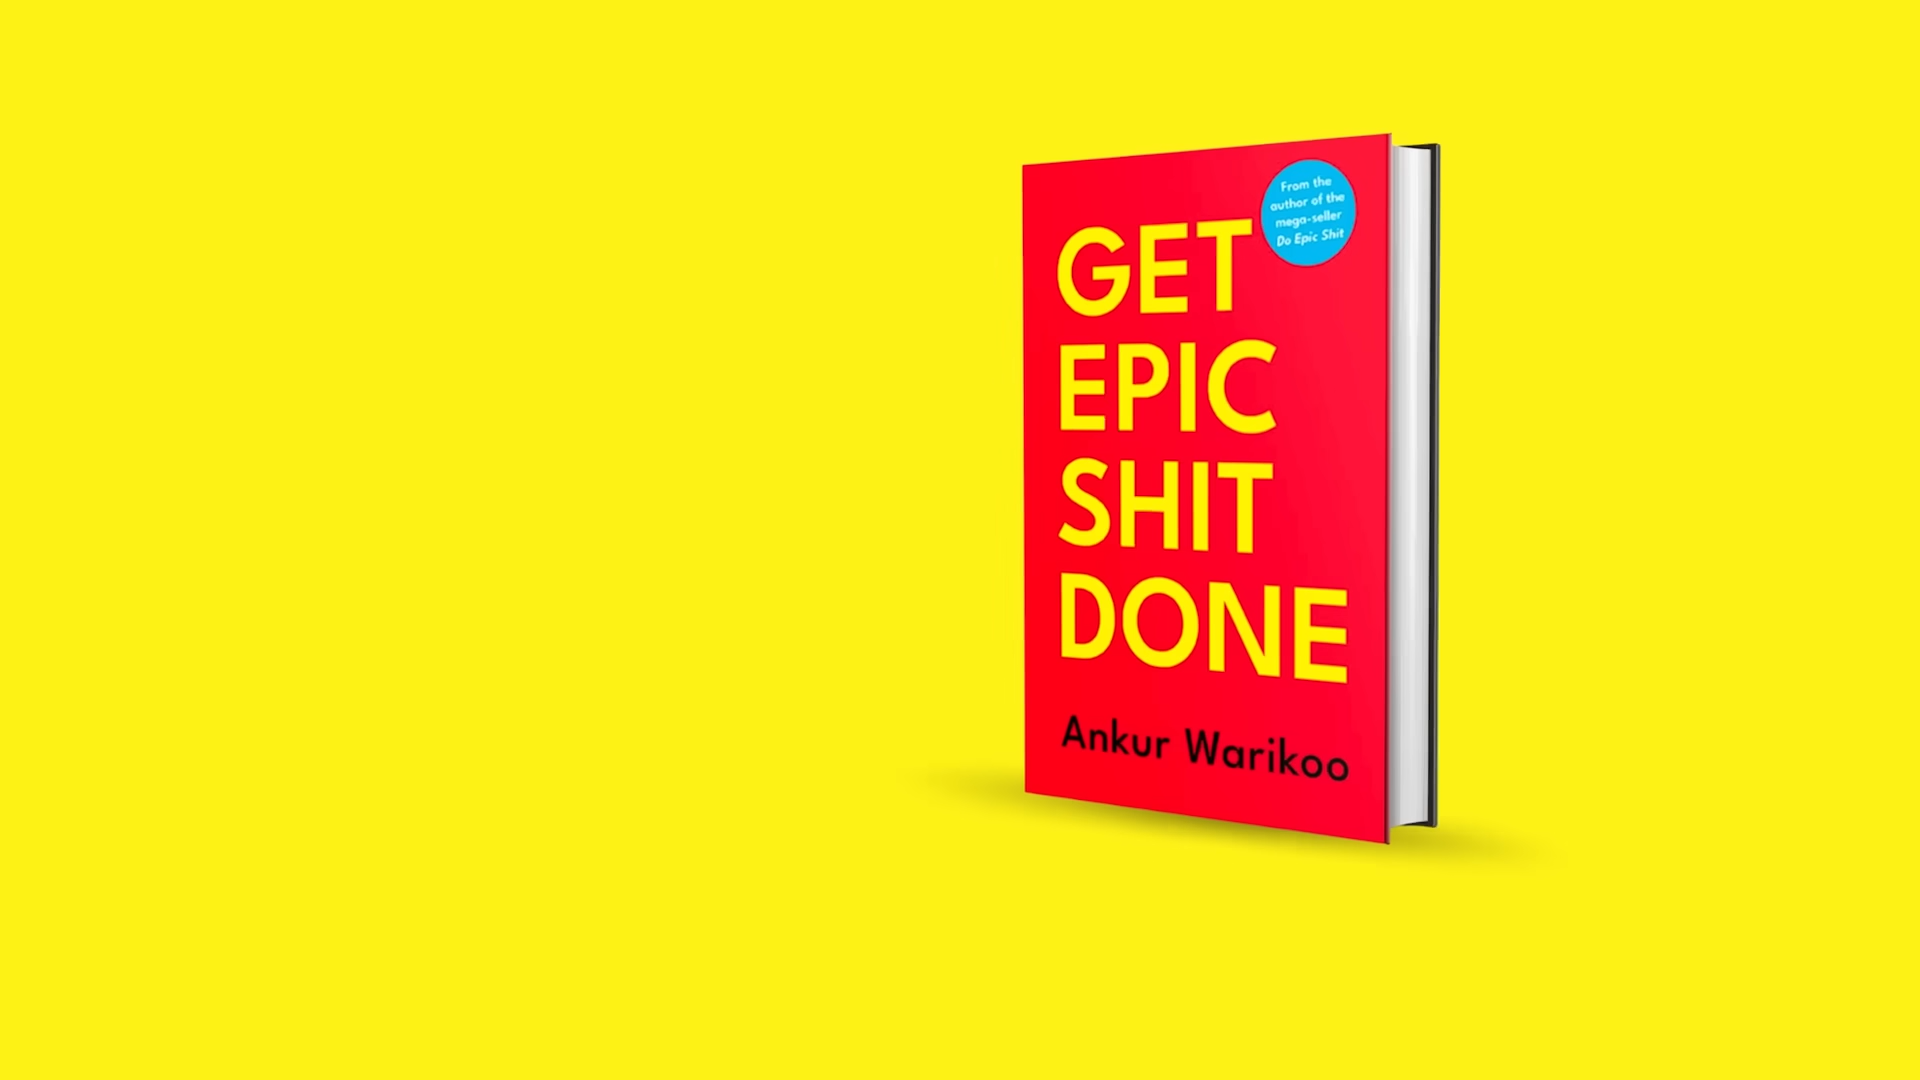 From the
author of the
mega-seller
Do Epic Shit
GET
EPIC
SHIT
DONE
Ankur Warikoo